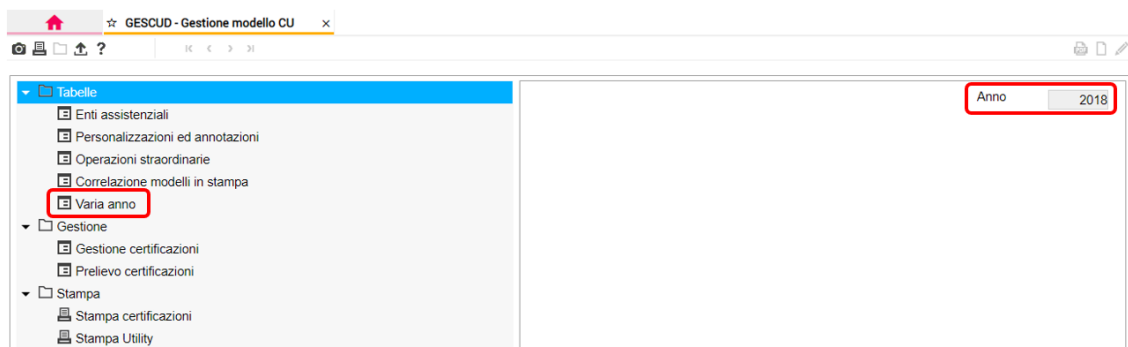 GESCUD - Gestione modello CU
Tabelle
Anno 2018
Enti assistenziali
Personalizzazioni ed annotazioni
Operazioni straordinarie
Correlazione modelli in stampa
Varia anno
Gestione
Gestione certificazioni
Prelievo certificazioni
Stampa
Stampa certificazioni
Stampa Utility